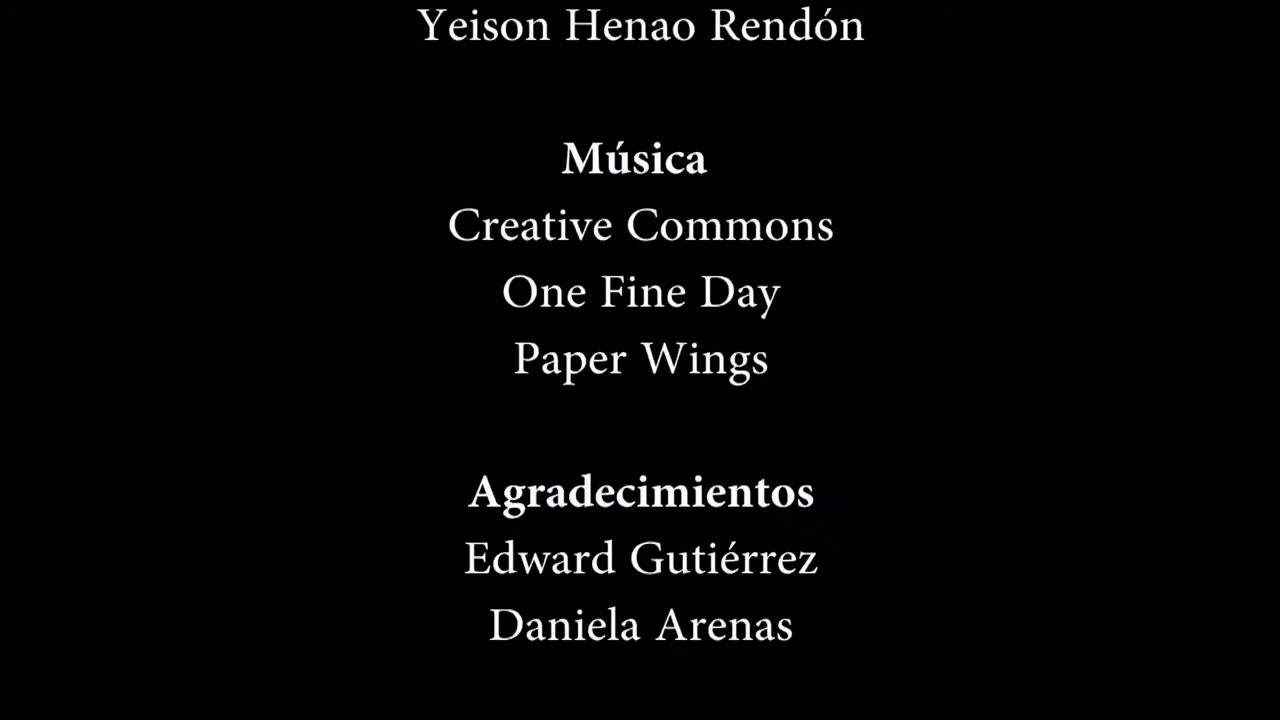 Yeison Henao Rendón
Música
Creative Commons
One Fine Day
Paper Wings
Agradecimientos
Edward Gutiérrez
Daniela Arenas